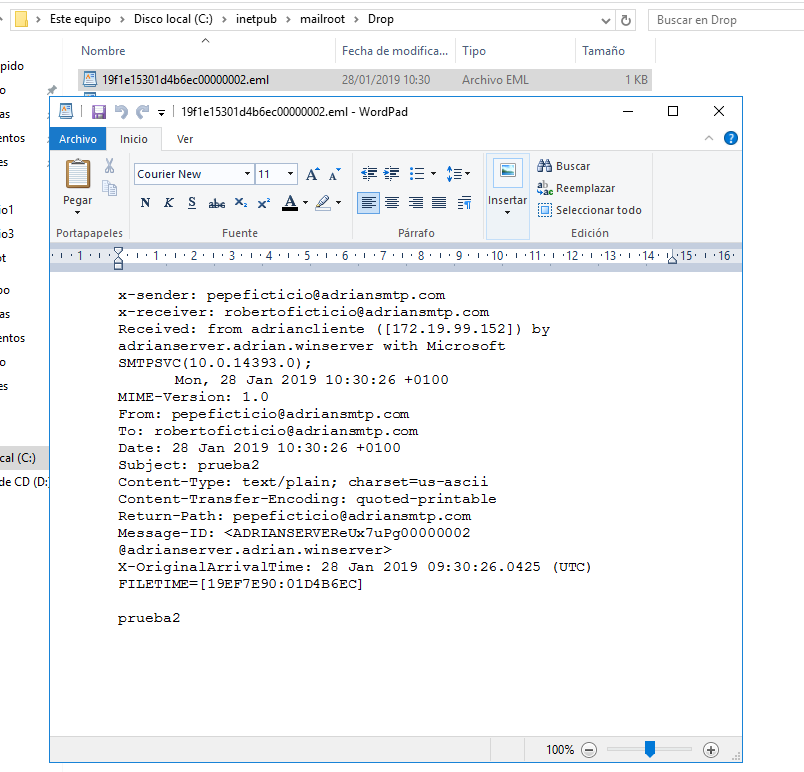 Este equipo > Disco local (C:) > inetpub > mailroot > Drop
Buscar en Drop
Nombre Fecha de modifica... Tipo Tamaño
pido
19f1e15301d4b6ec00000002.eml 28/01/2019 10:30 Archivo EML 1 KB
o
as
entos
es
io1
io3
ot
po
as
entos
o
es
cal (C:)
de CD (D:
19f1e15301d4b6ec00000002.eml - WordPad
Archivo Inicio Ver
Pegar
Portapapeles
Courier New 11
N K S abc X₂ X²
Fuente
Párrafo
Insertar
Buscar
Reemplazar
Seleccionar todo
Edición
1 1 2 3 4 5 6 7 8 9 10 11 12 13 14 15 16
x-sender: pepeficticio@adriansmtp.com
x-receiver: robertoficticio@adriansmtp.com
Received: from adriancliente ([172.19.99.152]) by
adrianserver.adrian.winserver with Microsoft
SMTPSVC(10.0.14393.0);
Mon, 28 Jan 2019 10:30:26 +0100
MIME-Version: 1.0
From: pepeficticio@adriansmtp.com
To: robertoficticio@adriansmtp.com
Date: 28 Jan 2019 10:30:26 +0100
Subject: prueba2
Content-Type: text/plain; charset=us-ascii
Content-Transfer-Encoding: quoted-printable
Return-Path: pepeficticio@adriansmtp.com
Message-ID: <ADRIANSERVEReUx7uPg00000002
@adrianserver.adrian.winserver>
X-OriginalArrivalTime: 28 Jan 2019 09:30:26.0425 (UTC)
FILETIME=[19EF7E90:01D4B6EC]
prueba2
100%